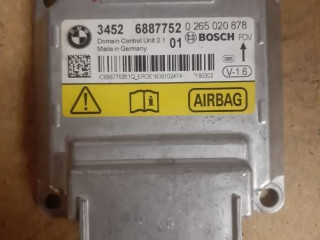 BMW
3452 6887752 0 265 020 878
Domain Control Unit 2.1 01 BOSCH FOV
Made in Germany
V-1.6
AIRBAG